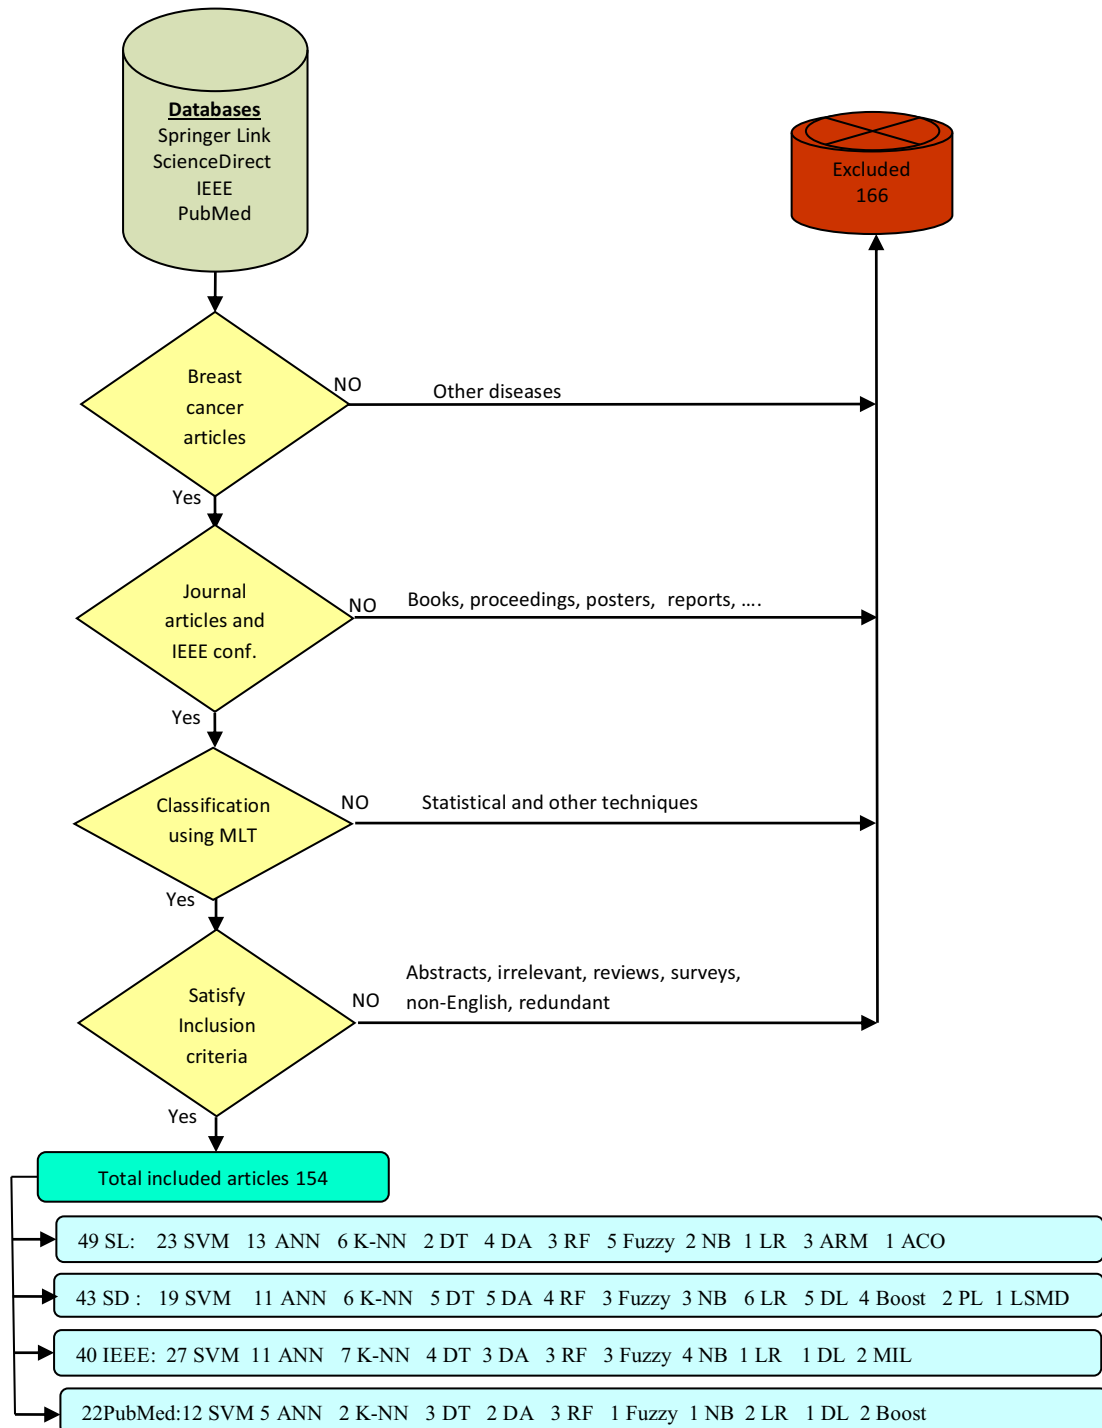 Databases
Springer Link
ScienceDirect
IEEE
PubMed
Excluded
166
Breast
cancer
articles
NO
Other diseases
Yes
Journal
articles and
IEEE conf.
NO
Books, proceedings, posters, reports, ….
Yes
Classification
using MLT
NO
Statistical and other techniques
Yes
Satisfy
Inclusion
criteria
NO
Abstracts, irrelevant, reviews, surveys,
non-English, redundant
Yes
Total included articles 154
49 SL: 23 SVM 13 ANN 6 K-NN 2 DT 4 DA 3 RF 5 Fuzzy 2 NB 1 LR 3 ARM 1 ACO
43 SD : 19 SVM 11 ANN 6 K-NN 5 DT 5 DA 4 RF 3 Fuzzy 3 NB 6 LR 5 DL 4 Boost 2 PL 1 LSMD
40 IEEE: 27 SVM 11 ANN 7 K-NN 4 DT 3 DA 3 RF 3 Fuzzy 4 NB 1 LR 1 DL 2 MIL
22PubMed:12 SVM 5 ANN 2 K-NN 3 DT 2 DA 3 RF 1 Fuzzy 1 NB 2 LR 1 DL 2 Boost